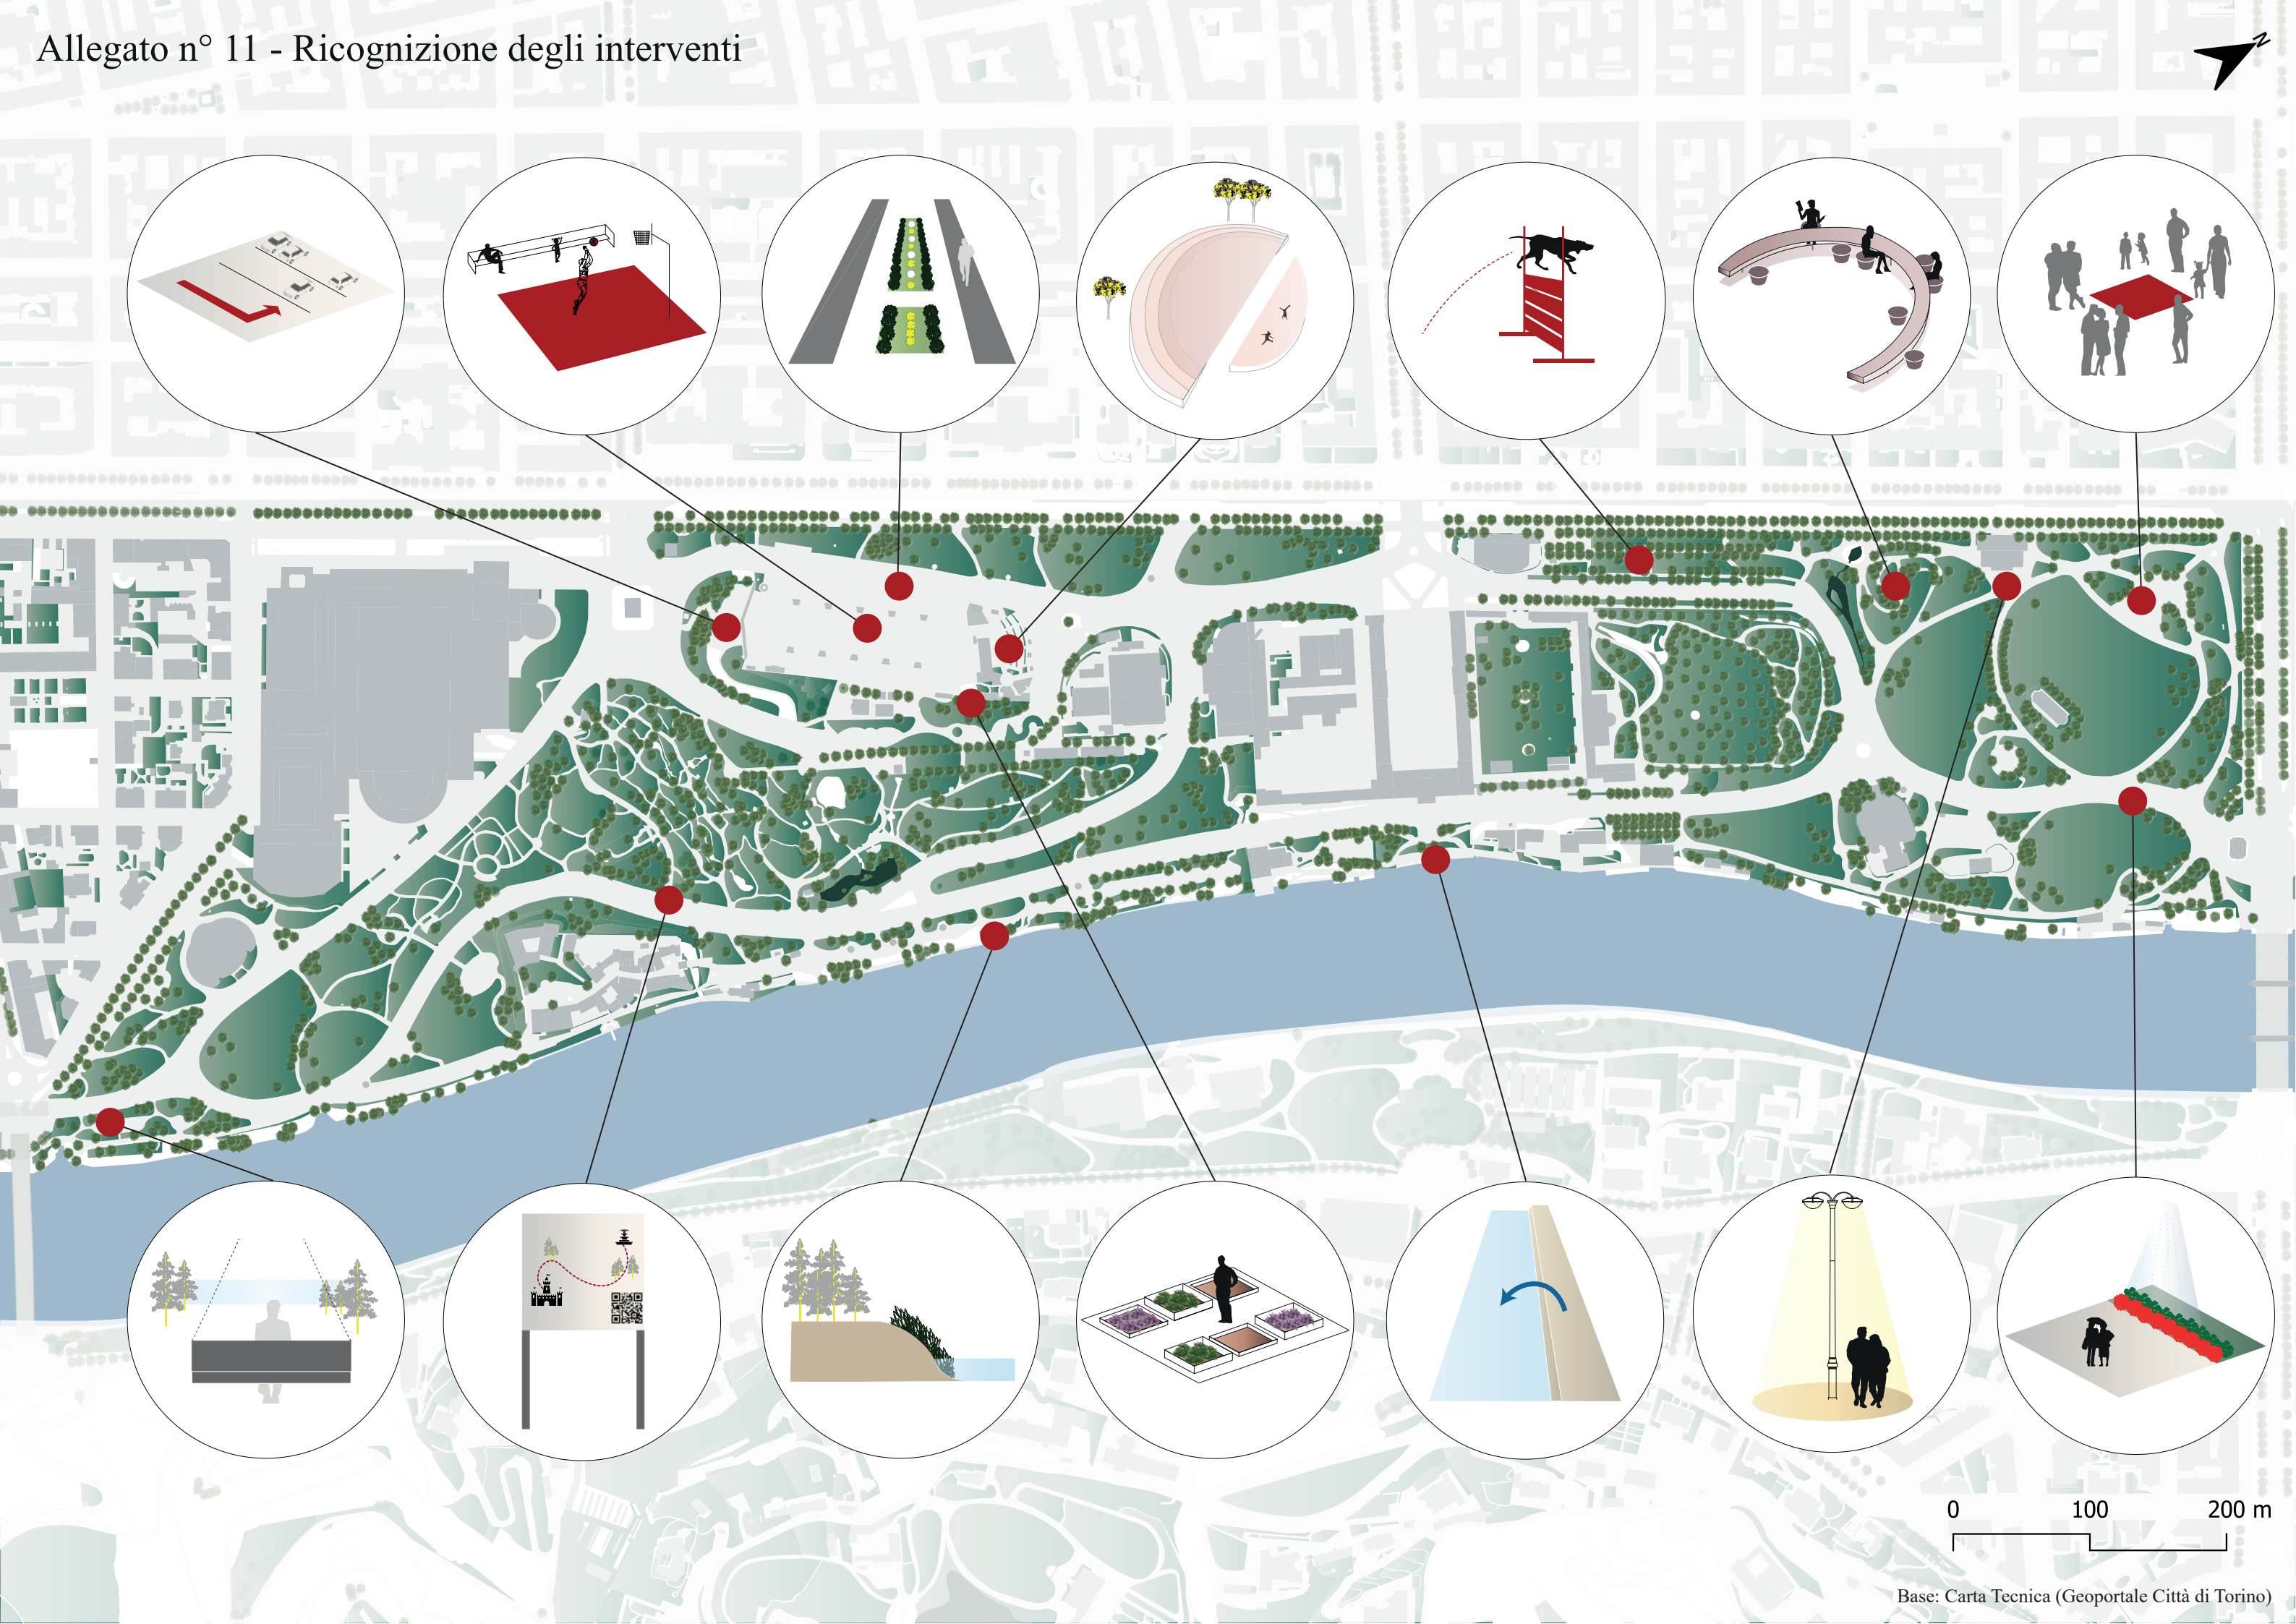 Allegato n° 11 - Ricognizione degli interventi
N
0 100 200 m
Base: Carta Tecnica (Geoportale Città di Torino)